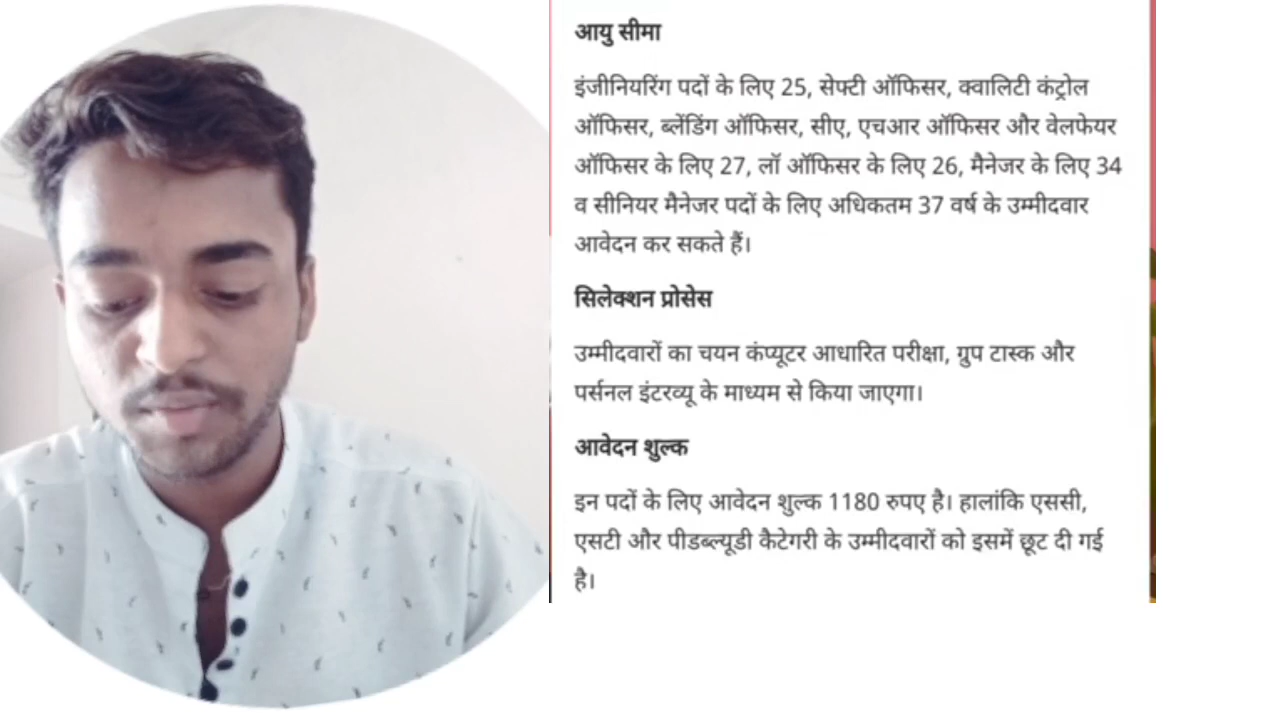 आयु सीमा
इंजीनियरिंग पदों के लिए 25, सेफ्टी ऑफिसर, क्वालिटी कंट्रोल
ऑफिसर, ब्लेंडिंग ऑफिसर, सीए, एचआर ऑफिसर और वेलफेयर
ऑफिसर के लिए 27, लॉ ऑफिसर के लिए 26, मैनेजर के लिए 34
व सीनियर मैनेजर पदों के लिए अधिकतम 37 वर्ष के उम्मीदवार
आवेदन कर सकते हैं।
सिलेक्शन प्रोसेस
उम्मीदवारों का चयन कंप्यूटर आधारित परीक्षा, ग्रुप टास्क और
पर्सनल इंटरव्यू के माध्यम से किया जाएगा।
आवेदन शुल्क
इन पदों के लिए आवेदन शुल्क 1180 रुपए है। हालांकि एससी,
एसटी और पीडब्ल्यूडी कैटेगरी के उम्मीदवारों को इसमें छूट दी गई
है।